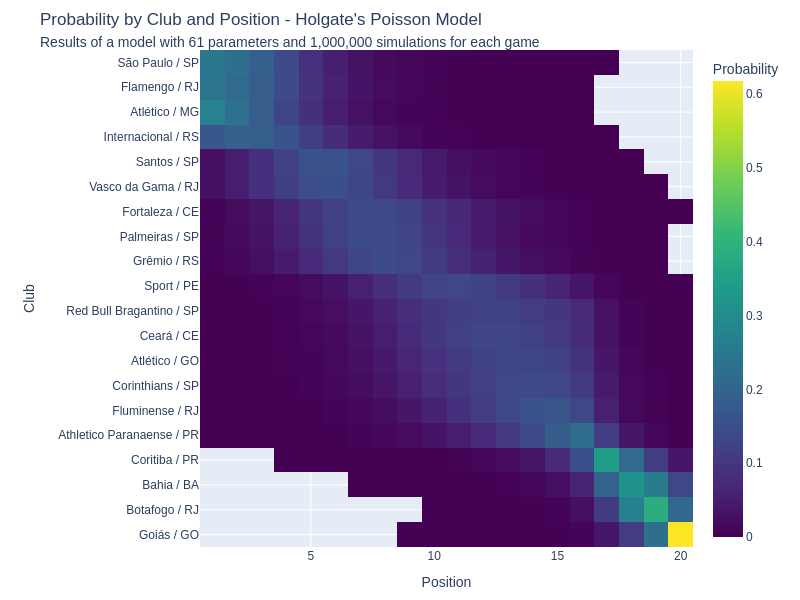 Probability by Club and Position - Holgate's Poisson Model
Results of a model with 61 parameters and 1,000,000 simulations for each game
Probability
São Paulo / SP
Flamengo / RJ
Atlético / MG
Internacional / RS
Santos / SP
Vasco da Gama / RJ
Fortaleza / CE
Palmeiras / SP
Grêmio / RS
Sport / PE
Red Bull Bragantino / SP
Ceará / CE
Atlético / GO
Corinthians / SP
Fluminense / RJ
Athletico Paranaense / PR
Coritiba / PR
Bahia / BA
Botafogo / RJ
Goiás / GO
Club
5
10
15
20
Position
0.6
0.5
0.4
0.3
0.2
0.1
0